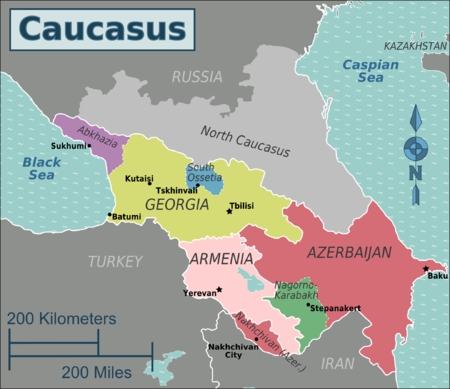 Caucasus
KAZAKHSTAN
Caspian
Sea
RUSSIA
North Caucasus
Abkhazia
Sukhumi
Black
Sea
South
Ossetia
Kutaisi
Tskhinvali
Tbilisi
GEORGIA
Batumi
TURKEY
ARMENIA
AZERBAIJAN
Baku
Nagorno-
Karabakh
Yerevan
Stepanakert
Nakhchivan (Azer.)
Nakhchivan
City
IRAN
200 Kilometers
200 Miles